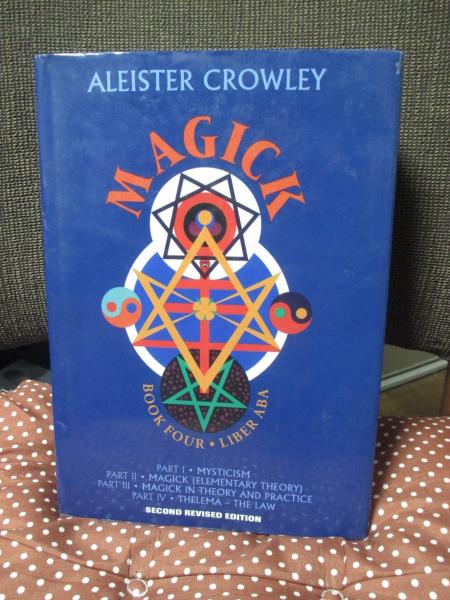 ALEISTER CROWLEY
MAGICK
BOOK FOUR • LIBER ABA
PART I • MYSTICISM
PART II • MAGICK (ELEMENTARY THEORY)
PART III • MAGICK IN THEORY AND PRACTICE
PART IV • THELEMA – THE LAW
SECOND REVISED EDITION